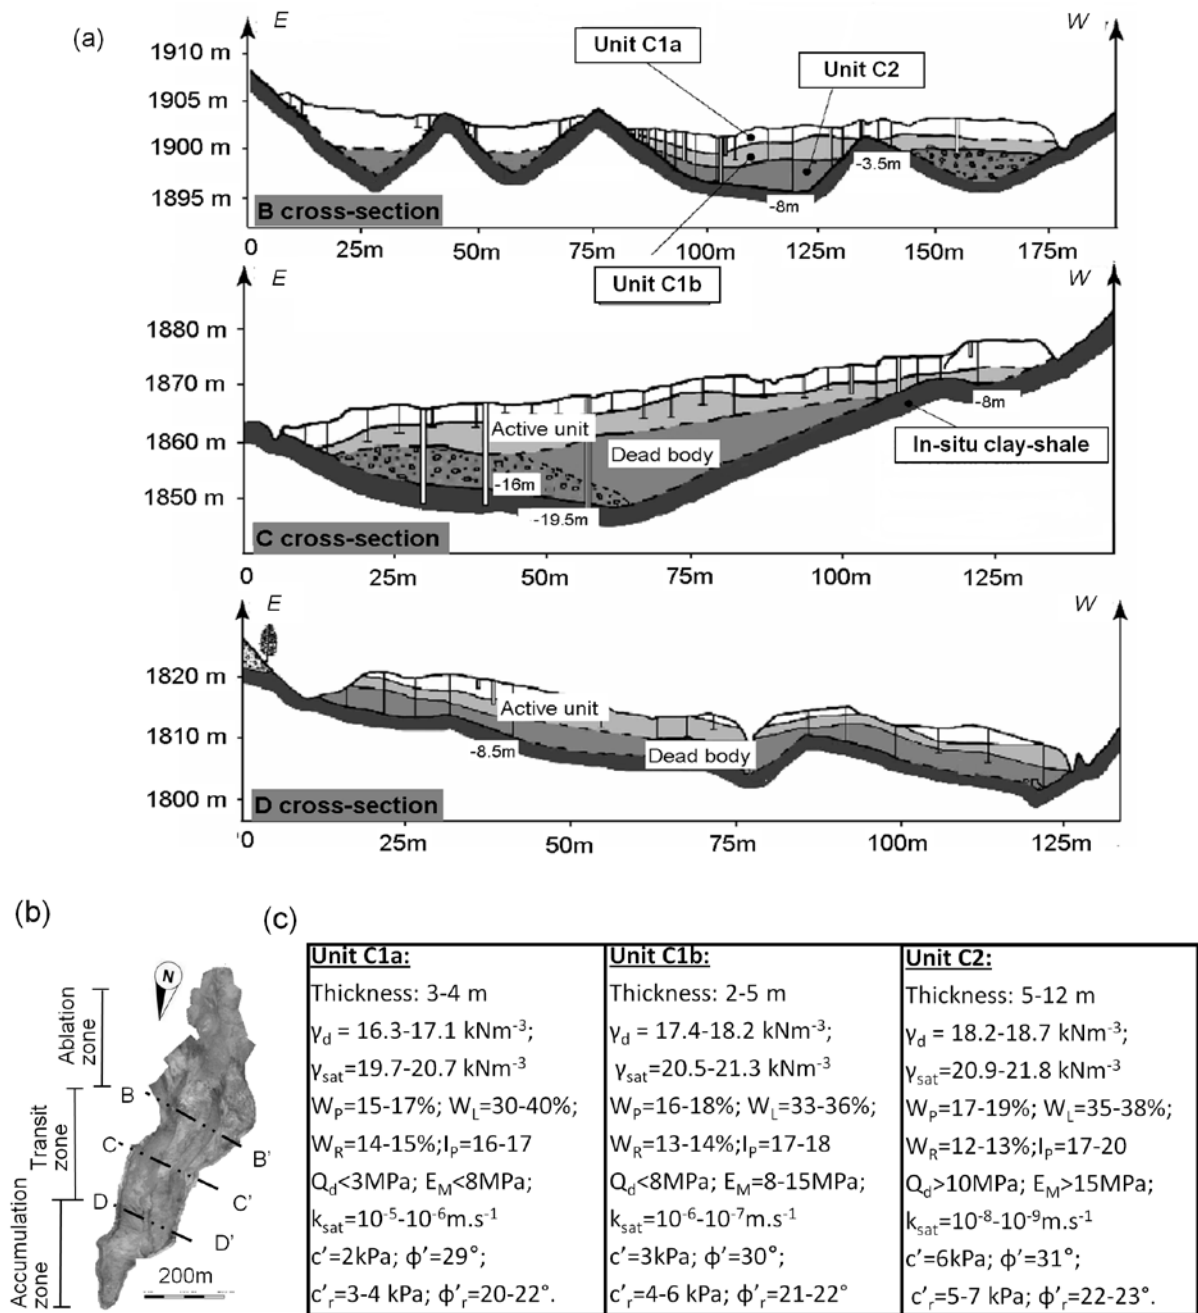 (a)
E
W
1910 m
1905 m
1900 m
1895 m
Unit C1a
Unit C2
-3.5m
-8m
B cross-section
0 25m 50m 75m 100m 125m 150m 175m
E
W
Unit C1b
1880 m
1870 m
1860 m
1850 m
Active unit
Dead body
-8m
In-situ clay-shale
-16m
-19.5m
C cross-section
0 25m 50m 75m 100m 125m
E
W
1820 m
1810 m
1800 m
Active unit
-8.5m
Dead body
D cross-section
'0 25m 50m 75m 100m 125m
(b)
N
Ablation
zone
Transit
zone
Accumulation
zone
B
B'
C
C'
D
D'
200m
(c)
Unit C1a:
Thickness: 3-4 m
γd = 16.3-17.1 kNm⁻³;
γsat=19.7-20.7 kNm⁻³
WP=15-17%; WL=30-40%;
WR=14-15%;IP=16-17
Qd<3MPa; EM<8MPa;
ksat=10⁻⁵-10⁻⁶m.s⁻¹
c'=2kPa; ϕ'=29°;
c'r=3-4 kPa; ϕ'r=20-22°.
Unit C1b:
Thickness: 2-5 m
γd = 17.4-18.2 kNm⁻³;
γsat=20.5-21.3 kNm⁻³
WP=16-18%; WL=33-36%;
WR=13-14%;IP=17-18
Qd<8MPa; EM=8-15MPa;
ksat=10⁻⁶-10⁻⁷m.s⁻¹
c'=3kPa; ϕ'=30°;
c'r=4-6 kPa; ϕ'r=21-22°
Unit C2:
Thickness: 5-12 m
γd = 18.2-18.7 kNm⁻³;
γsat=20.9-21.8 kNm⁻³
WP=17-19%; WL=35-38%;
WR=12-13%;IP=17-20
Qd>10MPa; EM>15MPa;
ksat=10⁻⁸-10⁻⁹m.s⁻¹
c'=6kPa; ϕ'=31°;
c'r=5-7 kPa; ϕ'r=22-23°.